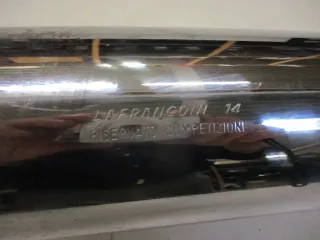 LAFRANCONI 14
RISERVATO COMPETIZIONI